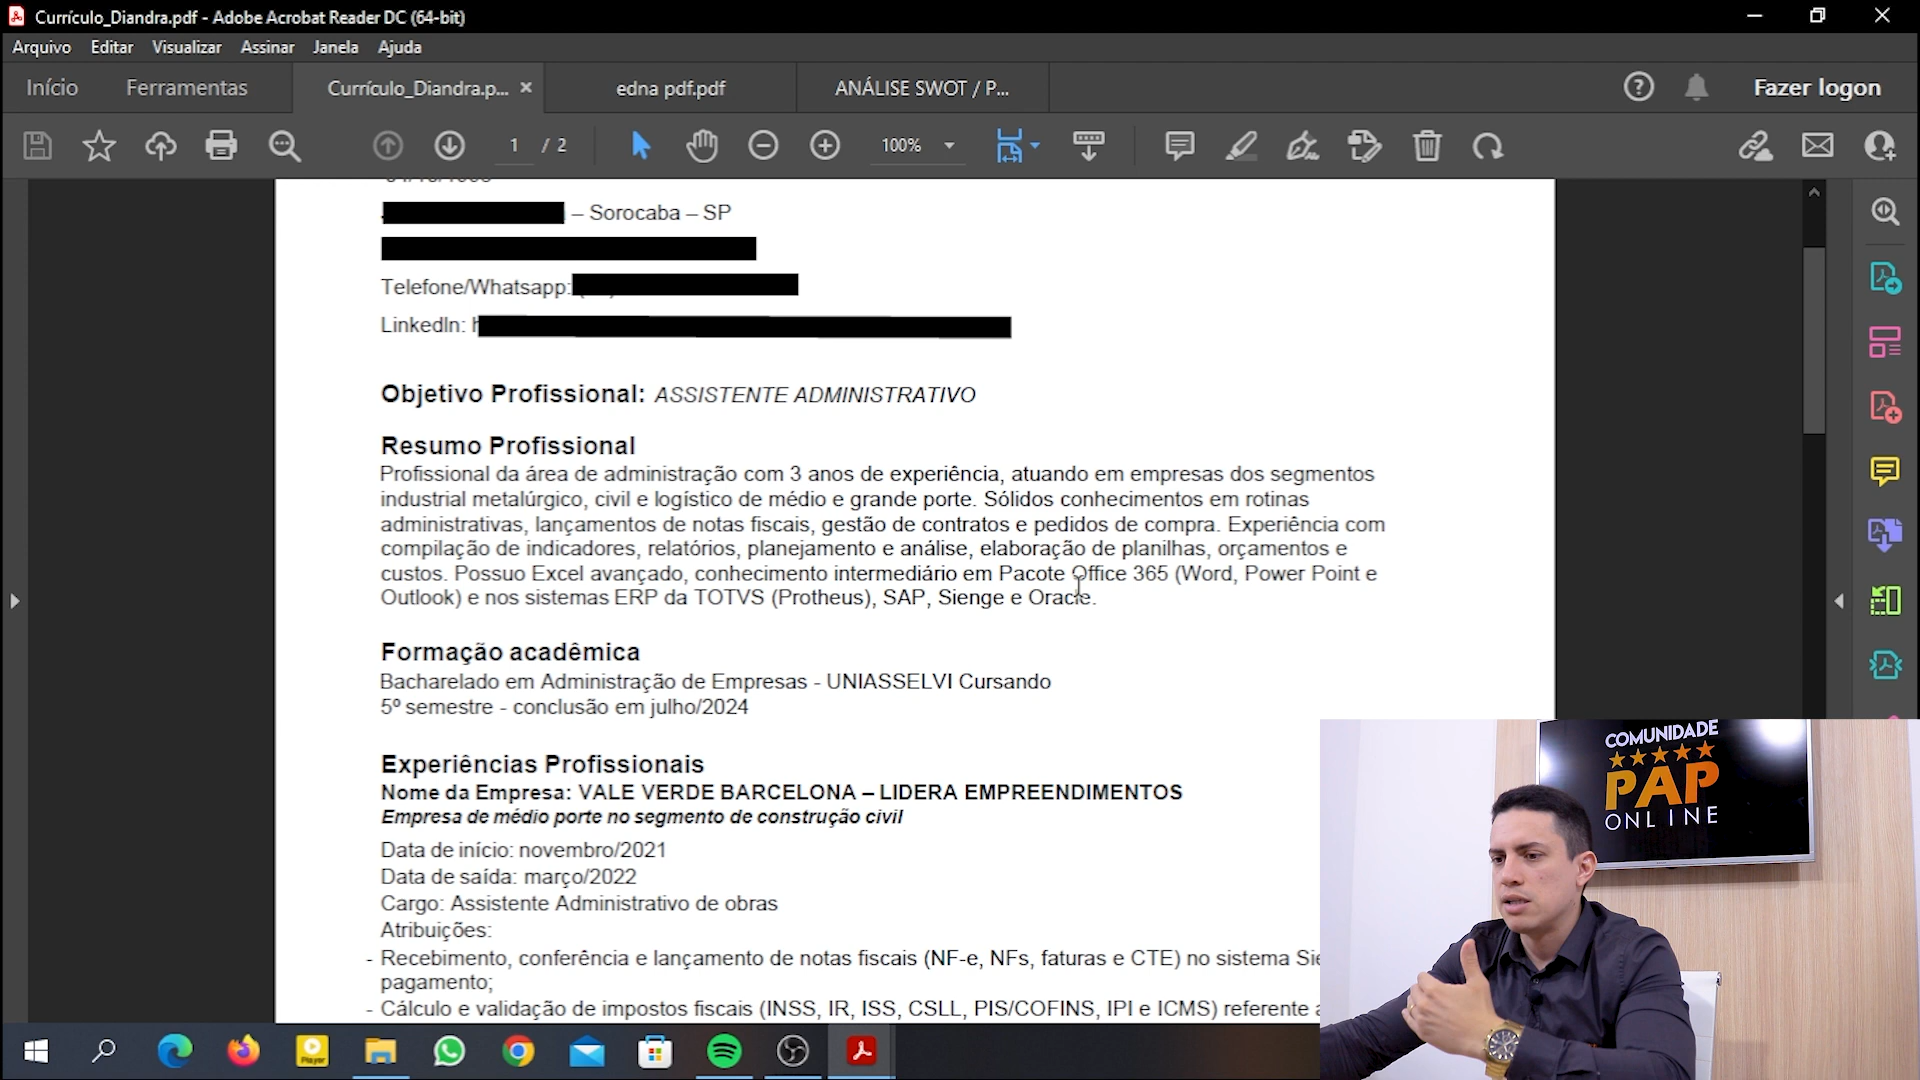 Currículo_Diandra.pdf - Adobe Acrobat Reader DC (64-bit)
Arquivo Editar Visualizar Assinar Janela Ajuda
Início Ferramentas Currículo_Diandra.p... edna pdf.pdf ANÁLISE SWOT / P... Fazer logon
1 / 2 100%
– Sorocaba – SP
Telefone/Whatsapp:
LinkedIn:
Objetivo Profissional: ASSISTENTE ADMINISTRATIVO
Resumo Profissional
Profissional da área de administração com 3 anos de experiência, atuando em empresas dos segmentos
industrial metalúrgico, civil e logístico de médio e grande porte. Sólidos conhecimentos em rotinas
administrativas, lançamentos de notas fiscais, gestão de contratos e pedidos de compra. Experiência com
compilação de indicadores, relatórios, planejamento e análise, elaboração de planilhas, orçamentos e
custos. Possuo Excel avançado, conhecimento intermediário em Pacote Office 365 (Word, Power Point e
Outlook) e nos sistemas ERP da TOTVS (Protheus), SAP, Sienge e Oracle.
Formação acadêmica
Bacharelado em Administração de Empresas - UNIASSELVI Cursando
5º semestre - conclusão em julho/2024
Experiências Profissionais
Nome da Empresa: VALE VERDE BARCELONA – LIDERA EMPREENDIMENTOS
Empresa de médio porte no segmento de construção civil
Data de início: novembro/2021
Data de saída: março/2022
Cargo: Assistente Administrativo de obras
Atribuições:
- Recebimento, conferência e lançamento de notas fiscais (NF-e, NFs, faturas e CTE) no sistema
pagamento;
- Cálculo e validação de impostos fiscais (INSS, IR, ISS, CSLL, PIS/COFINS, IPI e ICMS) referente
COMUNIDADE
PAP
ONLINE
Player